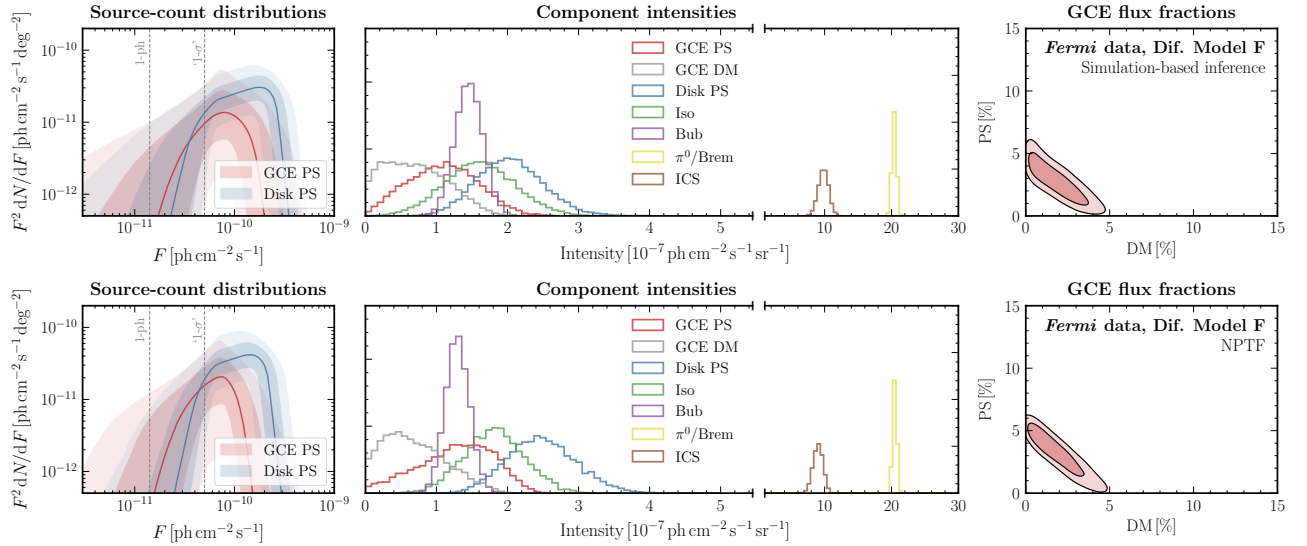 Source-count distributions
Component intensities
GCE flux fractions
F² dN/dF [ph cm⁻² s⁻¹ deg⁻²]
10⁻¹⁰
10⁻¹¹
10⁻¹²
1-ph
'1-σ'
GCE PS
Disk PS
10⁻¹¹
10⁻¹⁰
10⁻⁹
F [ph cm⁻² s⁻¹]
GCE PS
GCE DM
Disk PS
Iso
Bub
π⁰/Brem
ICS
0
1
2
3
4
5
10
20
30
Intensity [10⁻⁷ ph cm⁻² s⁻¹ sr⁻¹]
Fermi data, Dif. Model F
Simulation-based inference
PS [%]
15
10
5
0
0
5
10
15
DM [%]
Source-count distributions
Component intensities
GCE flux fractions
F² dN/dF [ph cm⁻² s⁻¹ deg⁻²]
10⁻¹⁰
10⁻¹¹
10⁻¹²
1-ph
'1-σ'
GCE PS
Disk PS
10⁻¹¹
10⁻¹⁰
10⁻⁹
F [ph cm⁻² s⁻¹]
GCE PS
GCE DM
Disk PS
Iso
Bub
π⁰/Brem
ICS
0
1
2
3
4
5
10
20
30
Intensity [10⁻⁷ ph cm⁻² s⁻¹ sr⁻¹]
Fermi data, Dif. Model F
NPTF
PS [%]
15
10
5
0
0
5
10
15
DM [%]